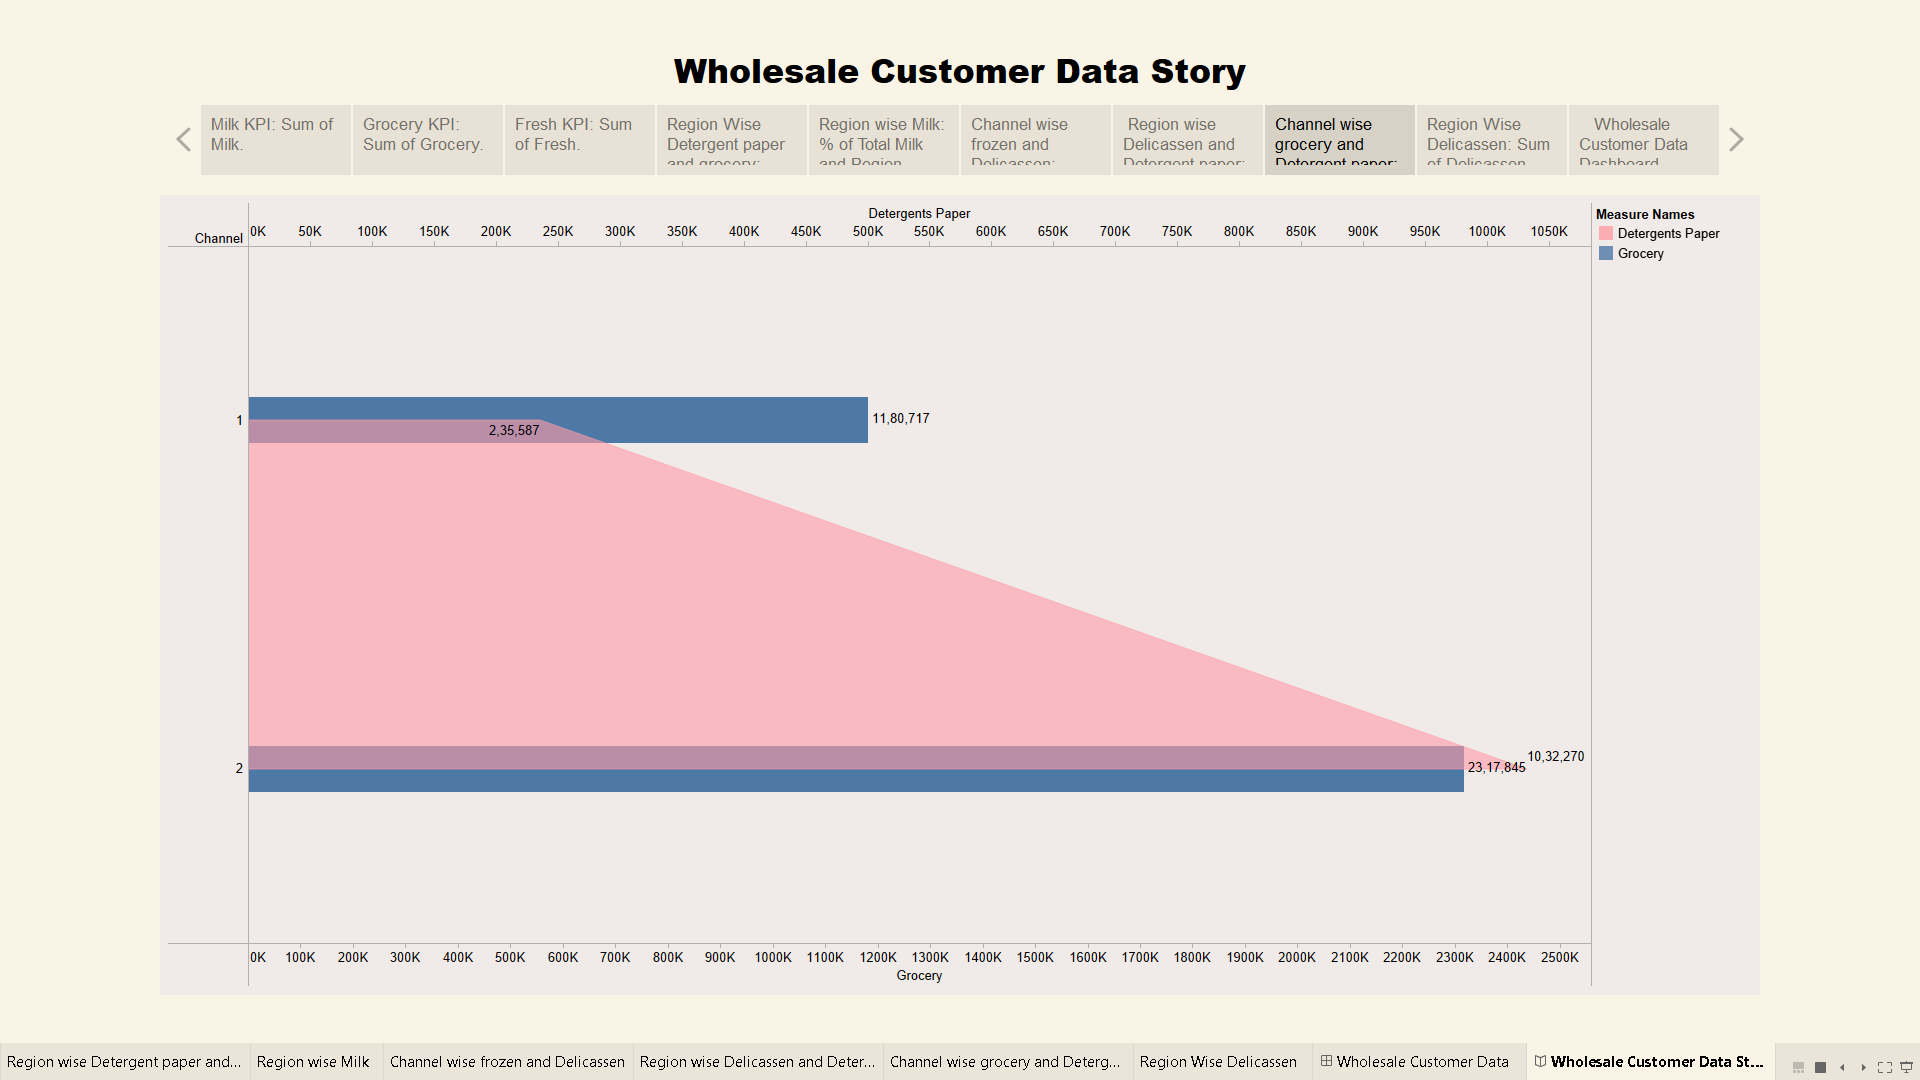 Wholesale Customer Data Story
Milk KPI: Sum of
Milk.
Grocery KPI:
Sum of Grocery.
Fresh KPI: Sum
of Fresh.
Region Wise
Detergent paper
and grocery:
Region wise Milk:
% of Total Milk
and Region
Channel wise
frozen and
Delicassen:
Region wise
Delicassen and
Detergent paper:
Channel wise
grocery and
Detergent paper:
Region Wise
Delicassen: Sum
of Delicassen
Wholesale
Customer Data
Dashboard
Detergents Paper
Channel 0K 50K 100K 150K 200K 250K 300K 350K 400K 450K 500K 550K 600K 650K 700K 750K 800K 850K 900K 950K 1000K 1050K
Measure Names
Detergents Paper
Grocery
1 11,80,717
2,35,587
10,32,270
2 23,17,845
0K 100K 200K 300K 400K 500K 600K 700K 800K 900K 1000K 1100K 1200K 1300K 1400K 1500K 1600K 1700K 1800K 1900K 2000K 2100K 2200K 2300K 2400K 2500K
Grocery
Region wise Detergent paper and...
Region wise Milk
Channel wise frozen and Delicassen
Region wise Delicassen and Deter...
Channel wise grocery and Deterg...
Region Wise Delicassen
Wholesale Customer Data
Wholesale Customer Data St...